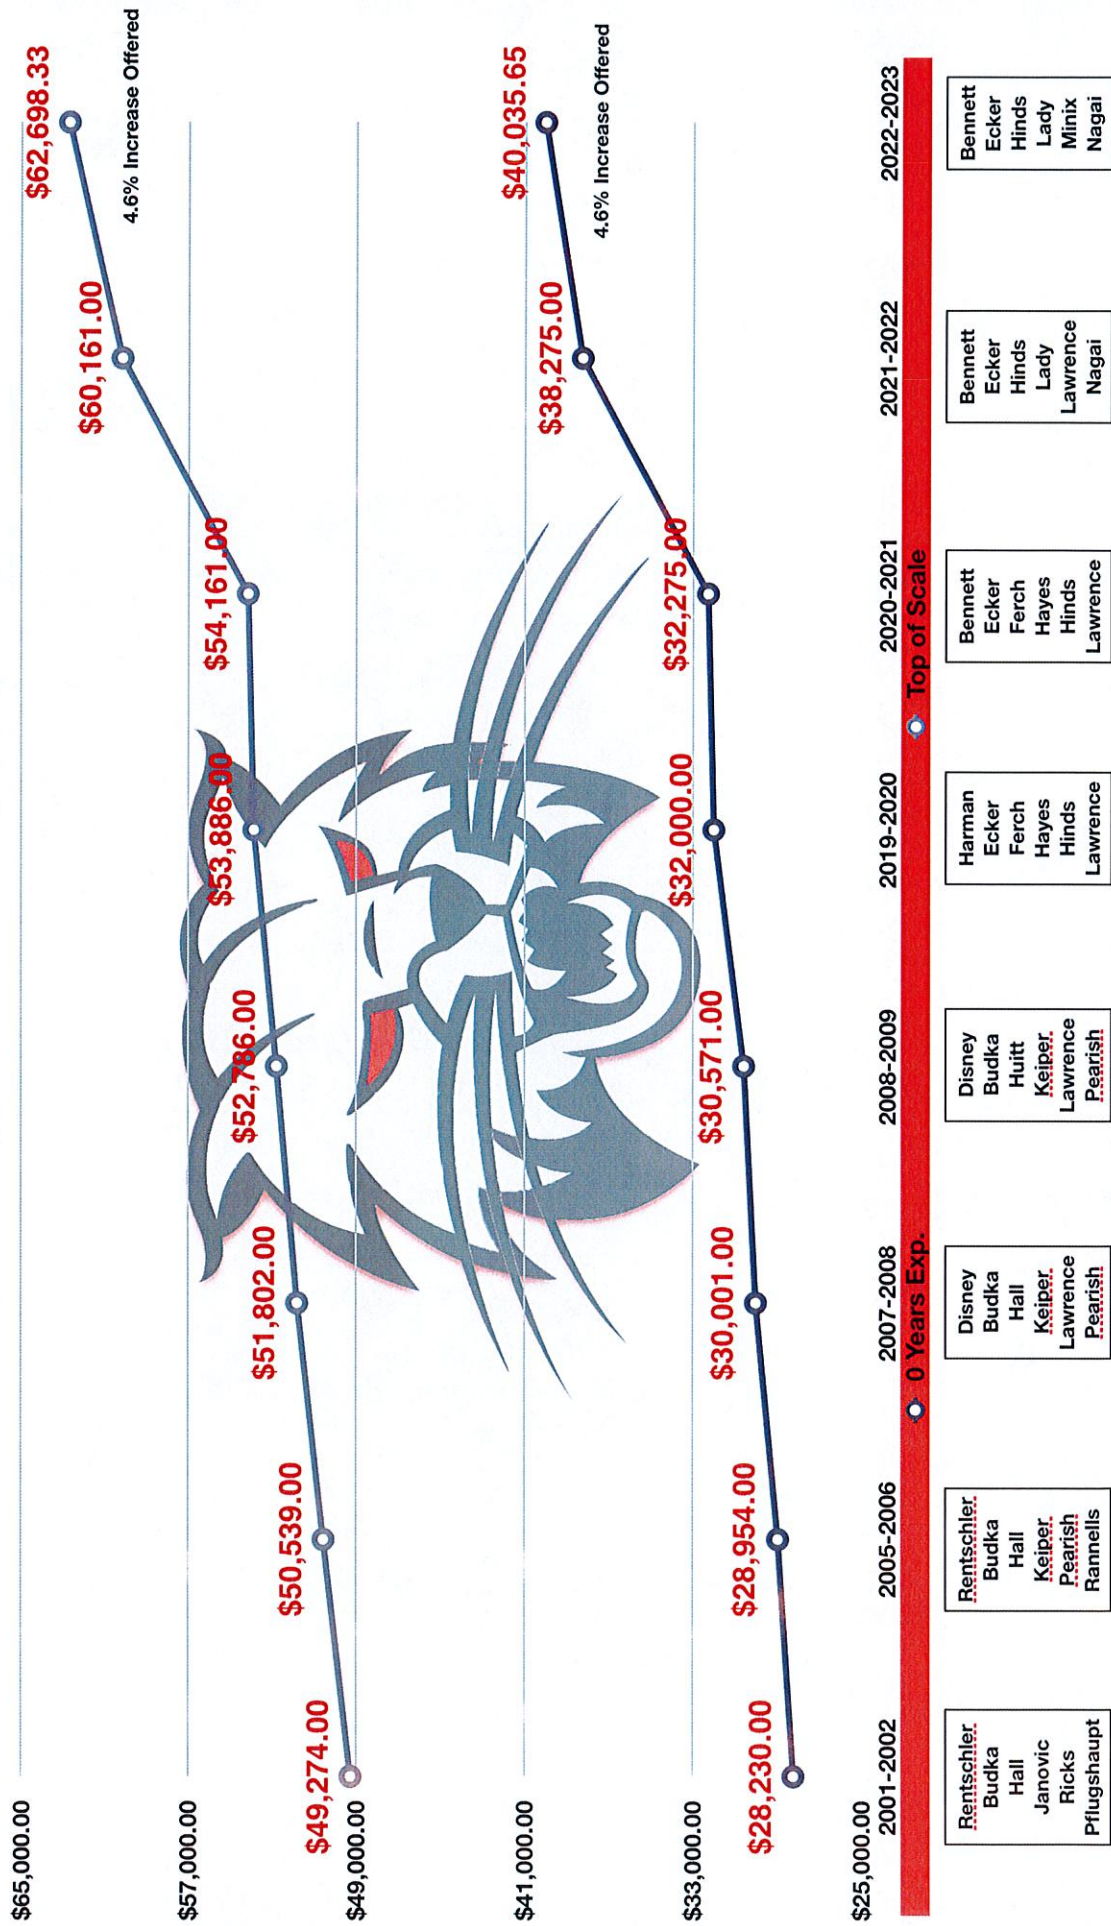 $65,000.00
$57,000.00
$49,000.00
$41,000.00
$33,000.00
$25,000.00
$49,274.00
$50,539.00
$51,802.00
$52,786.00
$53,886.00
$54,161.00
$60,161.00
$62,698.33
4.6% Increase Offered
$28,230.00
$28,954.00
$30,001.00
$30,571.00
$32,000.00
$32,275.00
$38,275.00
$40,035.65
4.6% Increase Offered
2001-2002
2005-2006
2007-2008
2008-2009
2019-2020
2020-2021
2021-2022
2022-2023
0 Years Exp.
Top of Scale
Rentschler
Budka
Hall
Janovic
Ricks
Pflugshaupt
Rentschler
Budka
Hall
Keiper
Pearish
Rannells
Disney
Budka
Hall
Keiper
Lawrence
Pearish
Disney
Budka
Huitt
Keiper
Lawrence
Pearish
Harman
Ecker
Ferch
Hayes
Hinds
Lawrence
Bennett
Ecker
Ferch
Hayes
Hinds
Lawrence
Bennett
Ecker
Hinds
Lady
Lawrence
Nagai
Bennett
Ecker
Hinds
Lady
Minix
Nagai